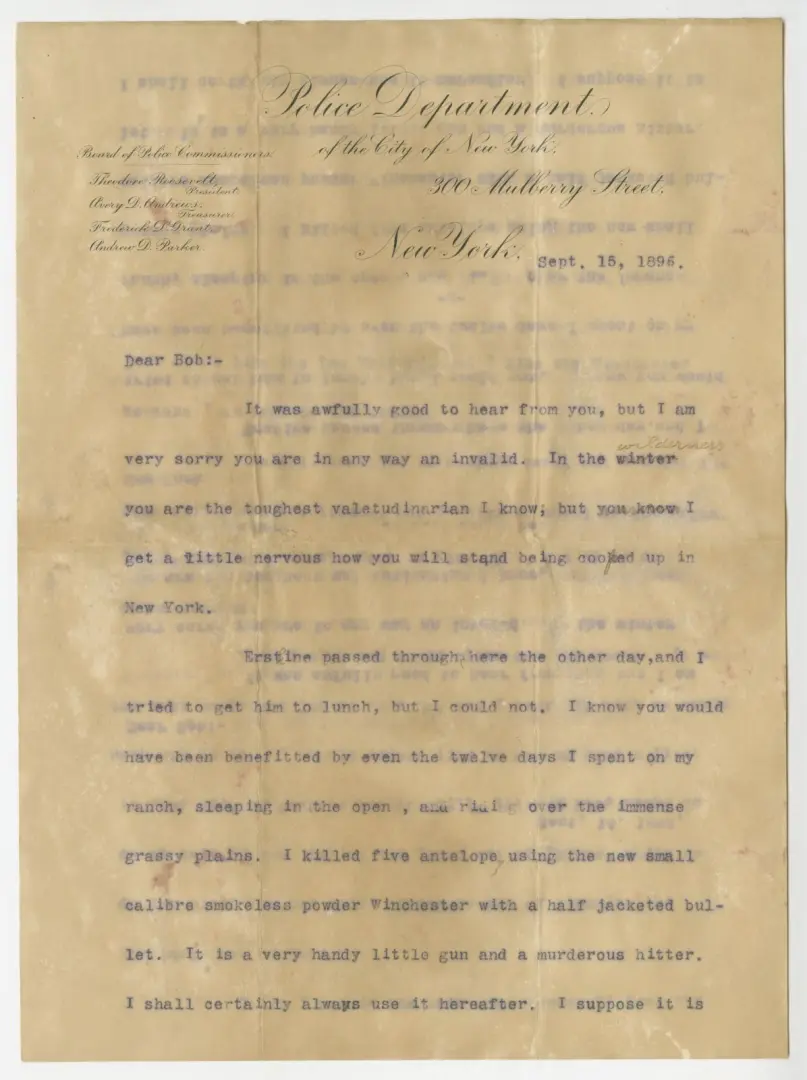 Police Department
of the City of New York.
300 Mulberry Street.
New York. Sept. 15, 1896.
Board of Police Commissioners.
Theodore Roosevelt,
President.
Avery D. Andrews.
Treasurer.
Frederick D. Grant.
Andrew D. Parker.
Dear Bob:-
It was awfully good to hear from you, but I am
wilderness
very sorry you are in any way an invalid. In the winter
you are the toughest valetudinarian I know; but you know I
get a little nervous how you will stand being cooped up in
New York.
Erstine passed through here the other day, and I
tried to get him to lunch, but I could not. I know you would
have been benefitted by even the twelve days I spent on my
ranch, sleeping in the open , and riding over the immense
grassy plains. I killed five antelope, using the new small
calibre smokeless powder Winchester with a half jacketed bul-
let. It is a very handy little gun and a murderous hitter.
I shall certainly always use it hereafter. I suppose it is